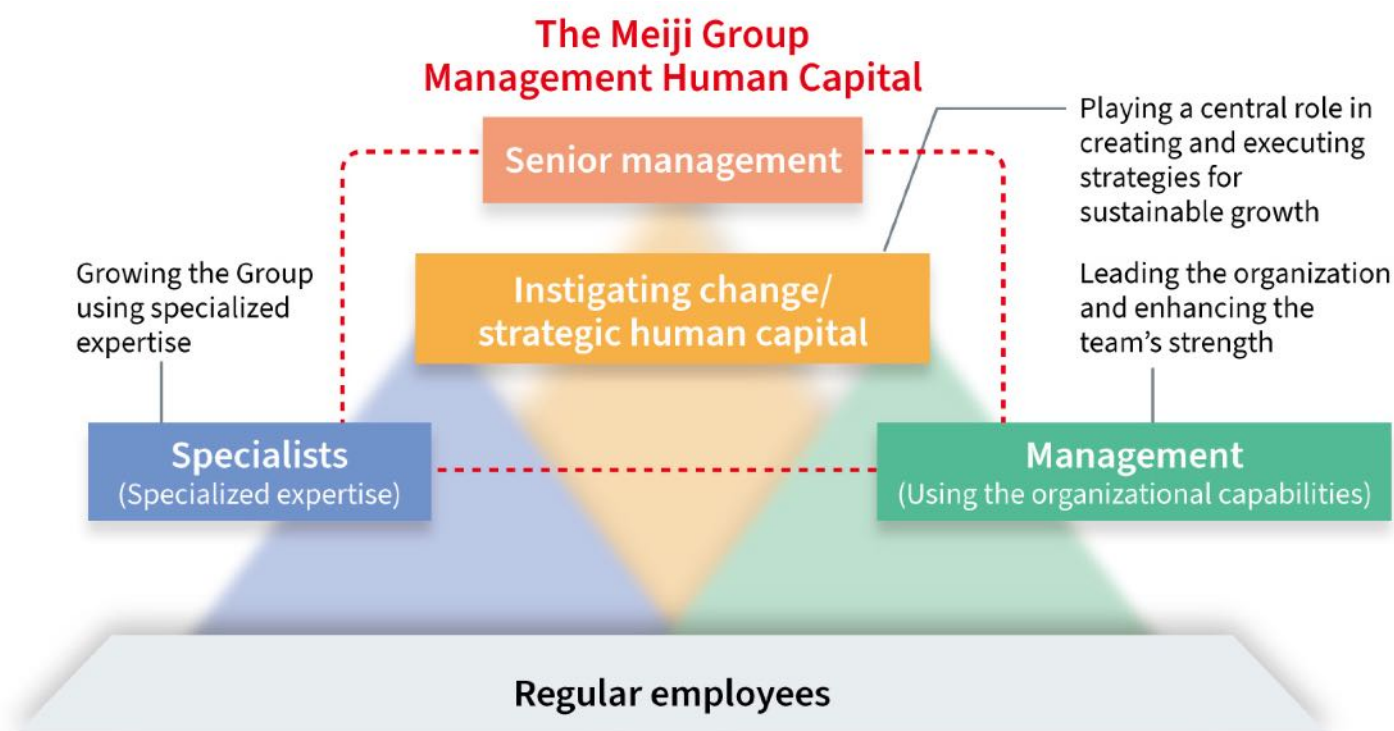 The Meiji Group
Management Human Capital
Senior management
Playing a central role in
creating and executing
strategies for
sustainable growth
Instigating change/
strategic human capital
Growing the Group
using specialized
expertise
Leading the organization
and enhancing the
team's strength
Specialists
(Specialized expertise)
Management
(Using the organizational capabilities)
Regular employees